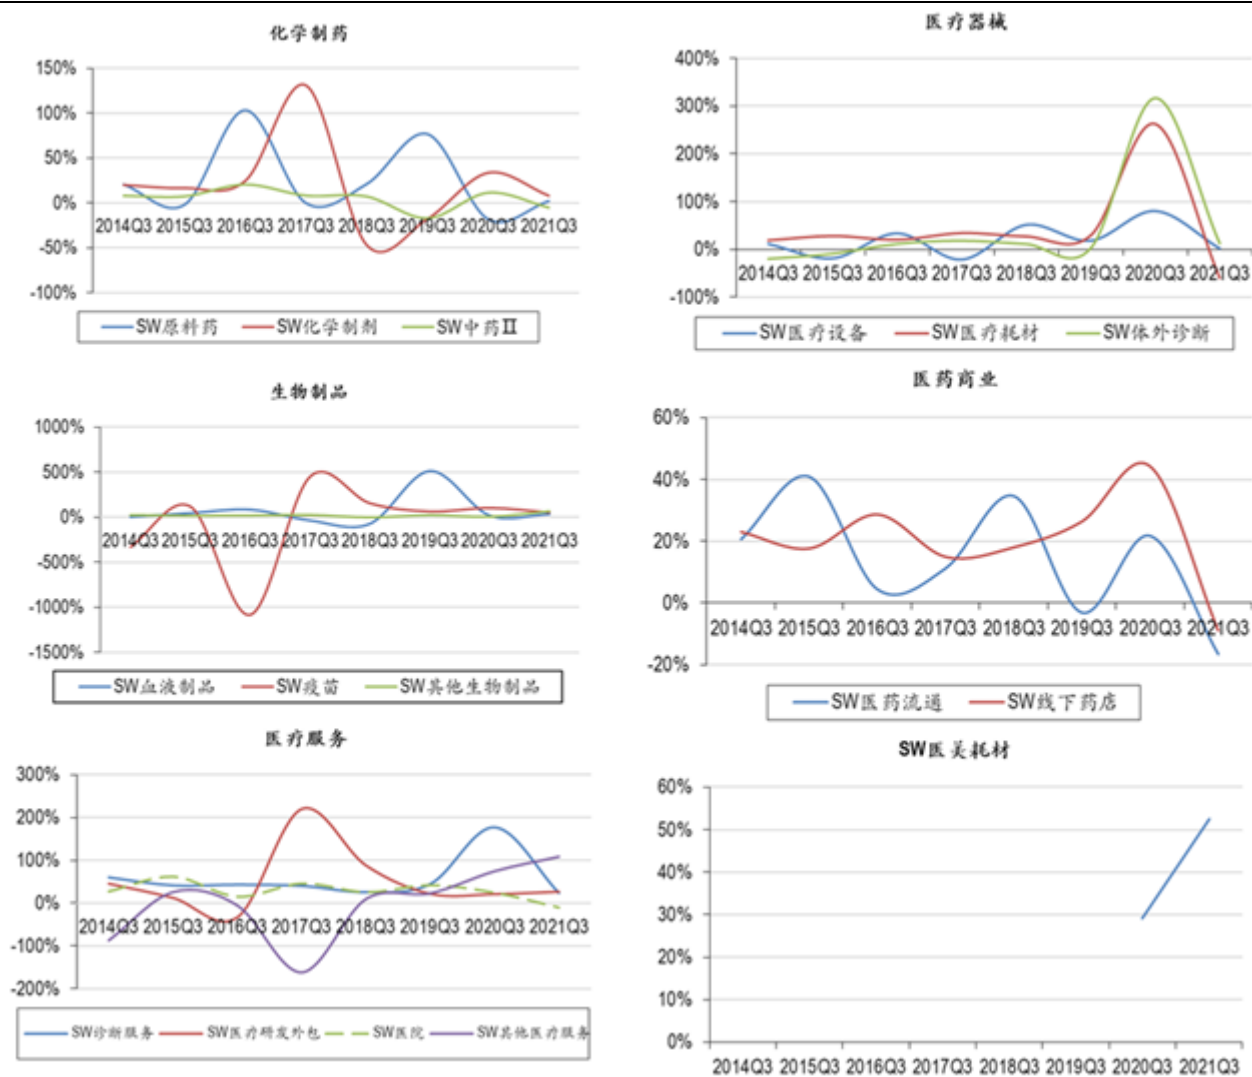 化学制药
150%
100%
50%
0%
-50%
-100%
2014Q3 2015Q3 2016Q3 2017Q3 2018Q3 2019Q3 2020Q3 2021Q3
SW原料药 SW化学制剂 SW中药II
医疗器械
400%
300%
200%
100%
0%
-100%
2014Q3 2015Q3 2016Q3 2017Q3 2018Q3 2019Q3 2020Q3 2021Q3
SW医疗设备 SW医疗耗材 SW体外诊断
生物制品
1000%
500%
0%
-500%
-1000%
-1500%
2014Q3 2015Q3 2016Q3 2017Q3 2018Q3 2019Q3 2020Q3 2021Q3
SW血液制品 SW疫苗 SW其他生物制品
医药商业
60%
40%
20%
0%
-20%
2014Q3 2015Q3 2016Q3 2017Q3 2018Q3 2019Q3 2020Q3 2021Q3
SW医药流通 SW线下药店
医疗服务
300%
200%
100%
0%
-100%
-200%
2014Q3 2015Q3 2016Q3 2017Q3 2018Q3 2019Q3 2020Q3 2021Q3
SW诊断服务 SW医疗研发外包 SW医院 SW其他医疗服务
SW医美耗材
60%
50%
40%
30%
20%
10%
0%
2014Q3 2015Q3 2016Q3 2017Q3 2018Q3 2019Q3 2020Q3 2021Q3